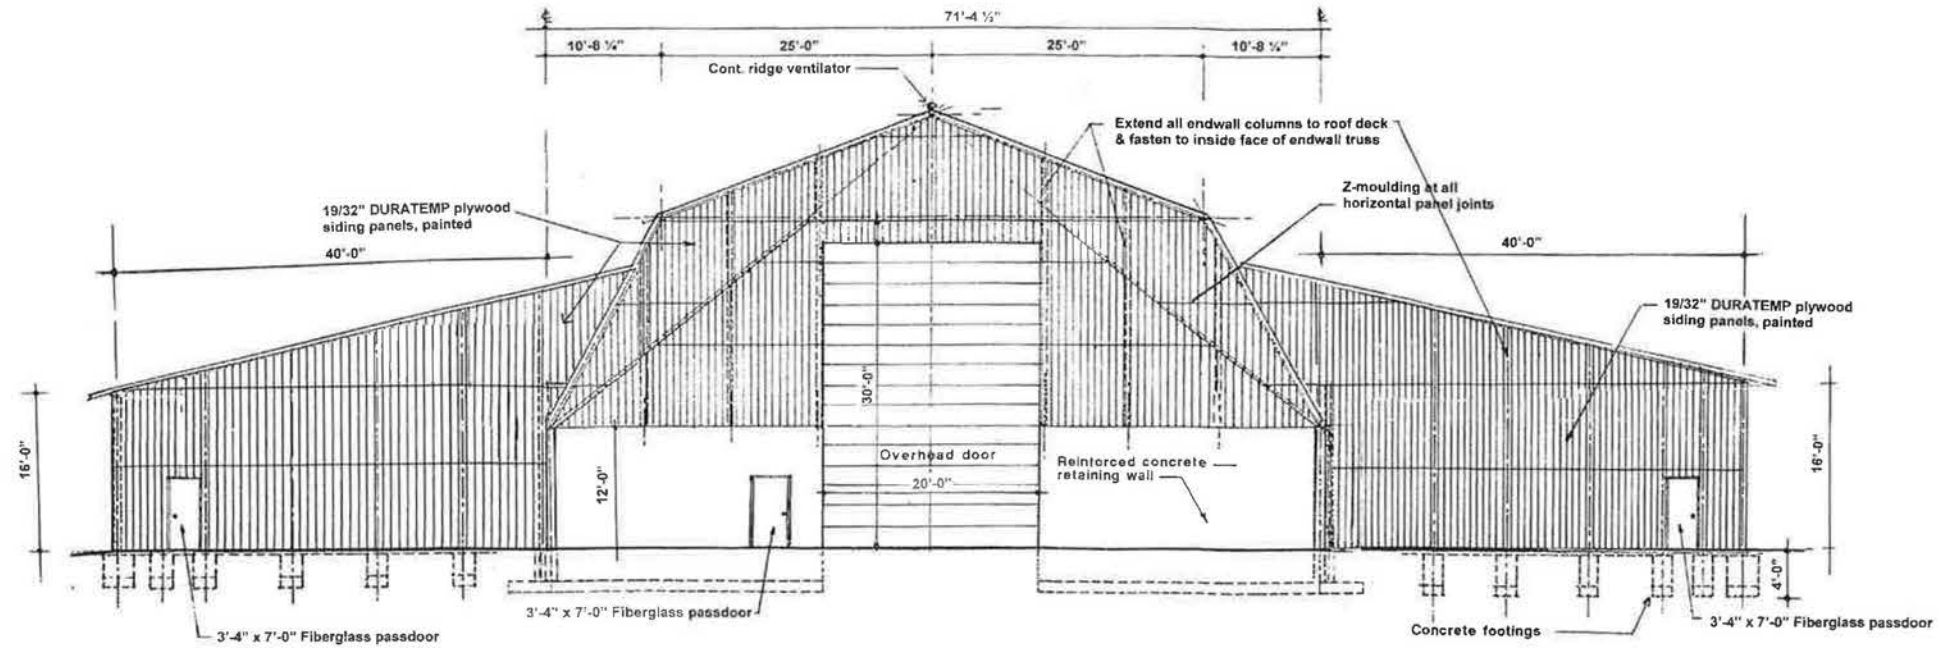 71'-4 ½"
10'-8 ¼"
25'-0"
25'-0"
10'-8 ¼"
Cont. ridge ventilator
Extend all endwall columns to roof deck
& fasten to inside face of endwall truss
Z-moulding at all
horizontal panel joints
19/32" DURATEMP plywood
siding panels, painted
40'-0"
40'-0"
19/32" DURATEMP plywood
siding panels, painted
16'-0"
30'-0"
12'-0"
Overhead door
20'-0"
Reinforced concrete
retaining wall
16'-0"
4'-0"
3'-4" x 7'-0" Fiberglass passdoor
3'-4" x 7'-0" Fiberglass passdoor
Concrete footings
3'-4" x 7'-0" Fiberglass passdoor